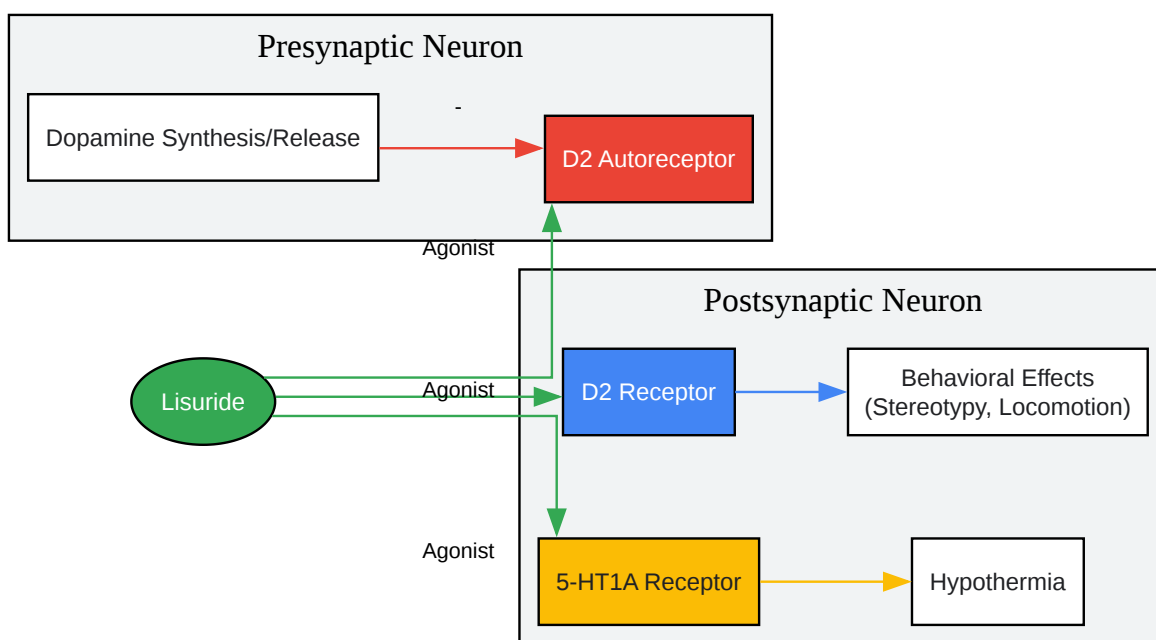 Presynaptic Neuron
-
Dopamine Synthesis/Release
D2 Autoreceptor
Agonist
Postsynaptic Neuron
Lisuride
Agonist
D2 Receptor
Behavioral Effects
(Stereotypy, Locomotion)
Agonist
5-HT1A Receptor
Hypothermia